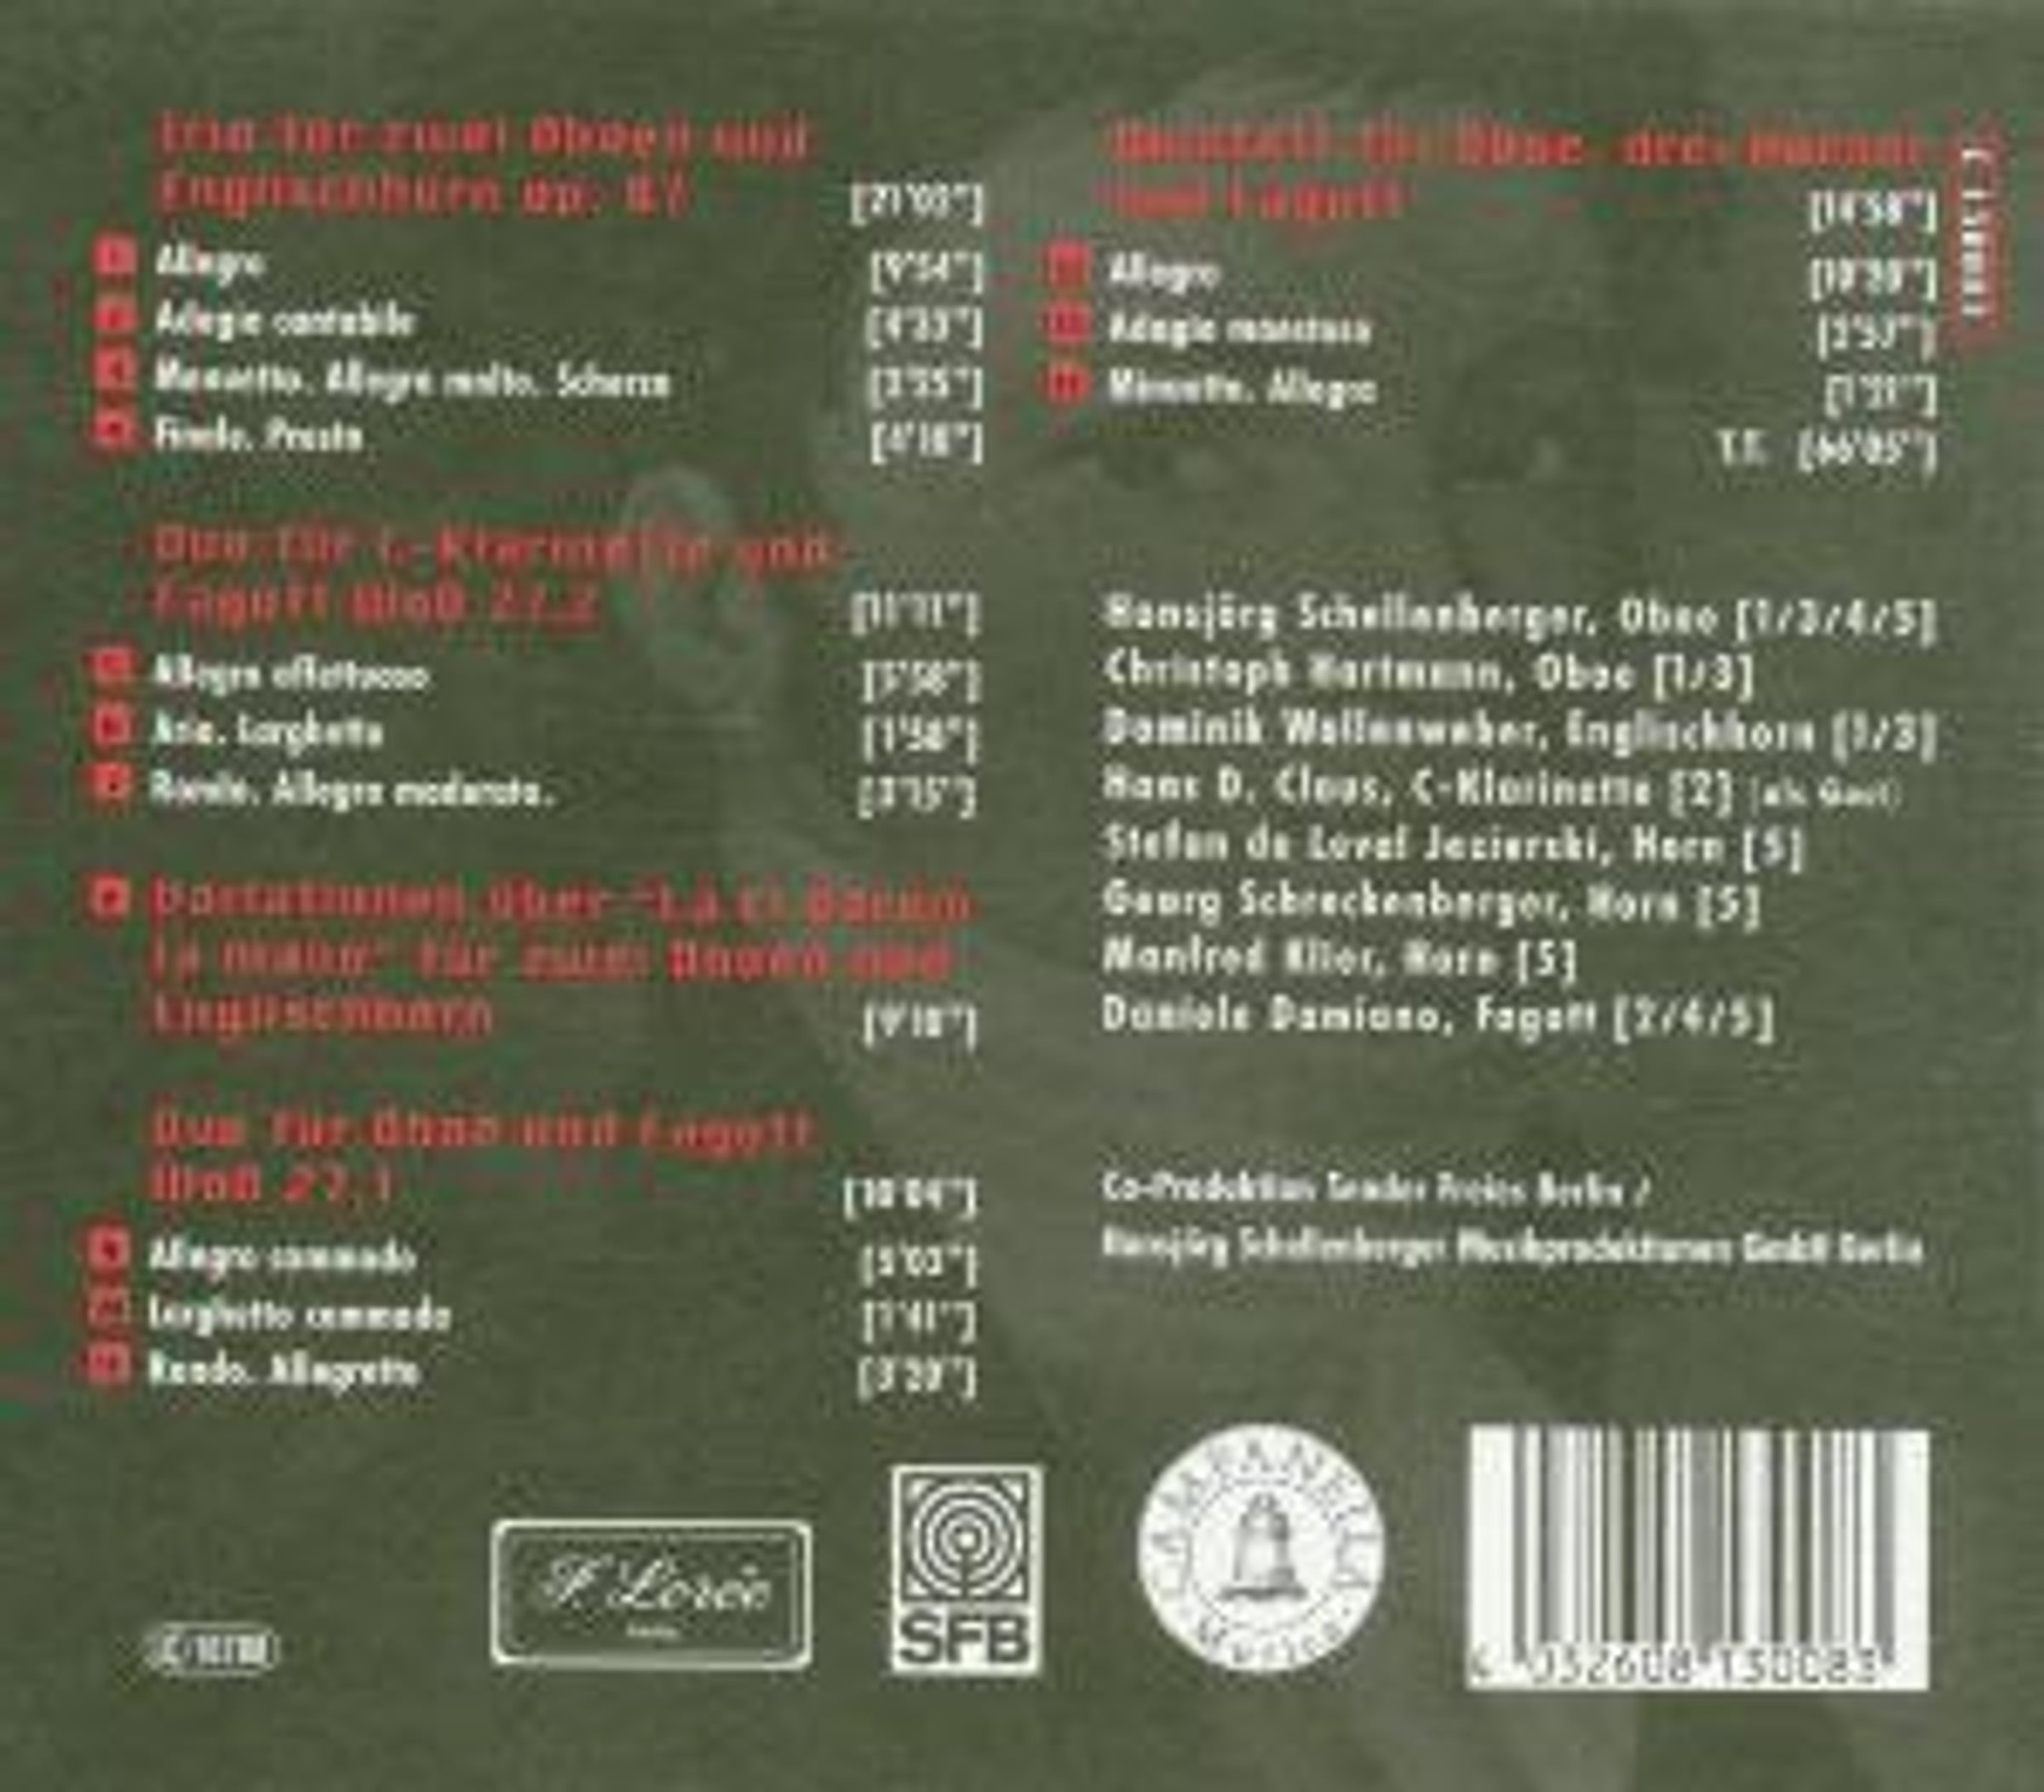 Trio für zwei Oboen und
Englischhorn op. 87 [21'03"]
Allegro [9'54"]
Adagio cantabile [4'33"]
Menuetto. Allegro molto. Scherzo [3'55"]
Finale. Presto [4'18"]
Duo für C-Klarinette und
Fagott WoO 27,2 [11'11"]
Allegro affettuoso [5'58"]
Aria. Larghetto [1'58"]
Rondo. Allegro moderato. [3'15"]
Variationen über "Là ci darem
la mano" für zwei Oboen und
Englischhorn [9'18"]
Duo für Oboe und Fagott
WoO 27,1 [10'04"]
Allegro commodo [5'03"]
Larghetto commodo [1'41"]
Rondo. Allegretto
Quintett für Oboe, drei Hörner
und Fagott [14'58"]
Allegro
Adagio maestoso
Minuetto. Allegro
T.T. [66'05"]
Hansjörg Schellenberger, Oboe [1/3/4/5]
Christoph Hartmann, Oboe [1/3]
Dominik Wollenweber, Englischhorn [1/3]
Hans D. Claus, C-Klarinette [2] (als Gast)
Stefan de Leval Jezierski, Horn [5]
Georg Schreckenberger, Horn [5]
Manfred Klier, Horn [5]
Daniele Damiano, Fagott [2/4/5]
Co-Produktion Sender Freies Berlin /
Hansjörg Schellenberger Musikproduktionen GmbH Berlin
F. Lorée
SFB
CAMPANELLA
Musica
4 032608 130083